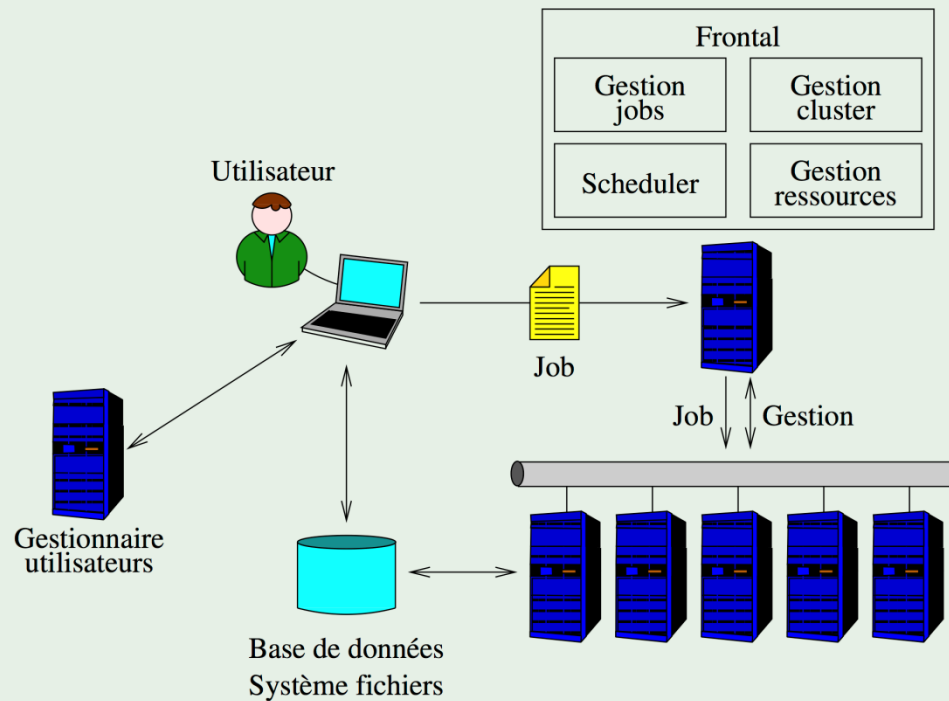 Frontal
Gestion
jobs
Gestion
cluster
Scheduler
Gestion
ressources
Utilisateur
Job
Job
Gestion
Gestionnaire
utilisateurs
Base de données
Système fichiers